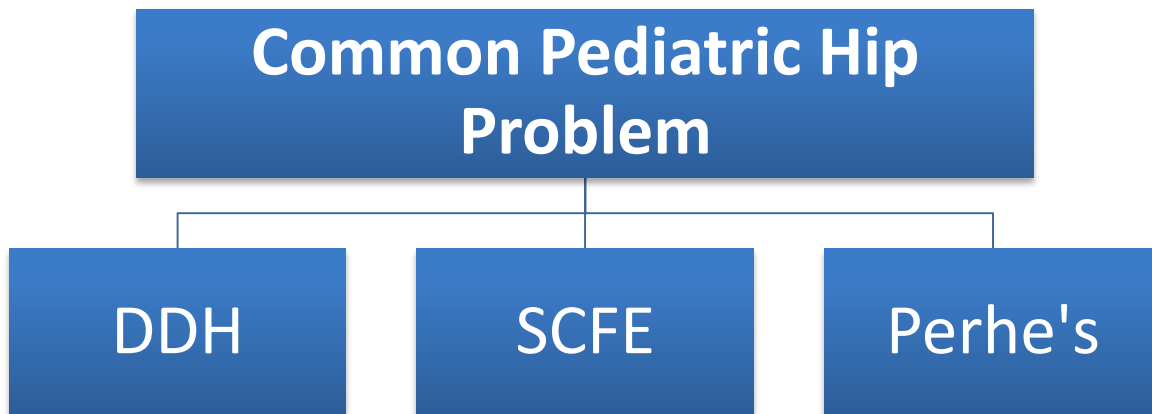 Common Pediatric Hip
Problem
DDH
SCFE
Perhe's